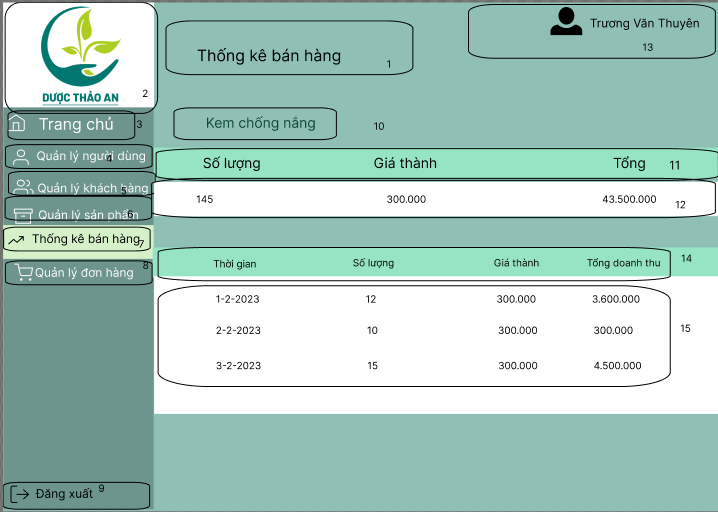 Thống kê bán hàng
1
Trương Văn Thuyên
13
DƯỢC THẢO AN
2
Trang chủ
3
Quản lý người dùng
4
Quản lý khách hàng
5
Quản lý sản phẩm
6
Thống kê bán hàng
7
Quản lý đơn hàng
8
Đăng xuất
9
Kem chống nắng
10
Số lượng Giá thành Tổng
11
145 300.000 43.500.000
12
Thời gian Số lượng Giá thành Tổng doanh thu
14
1-2-2023 12 300.000 3.600.000
2-2-2023 10 300.000 300.000
15
3-2-2023 15 300.000 4.500.000